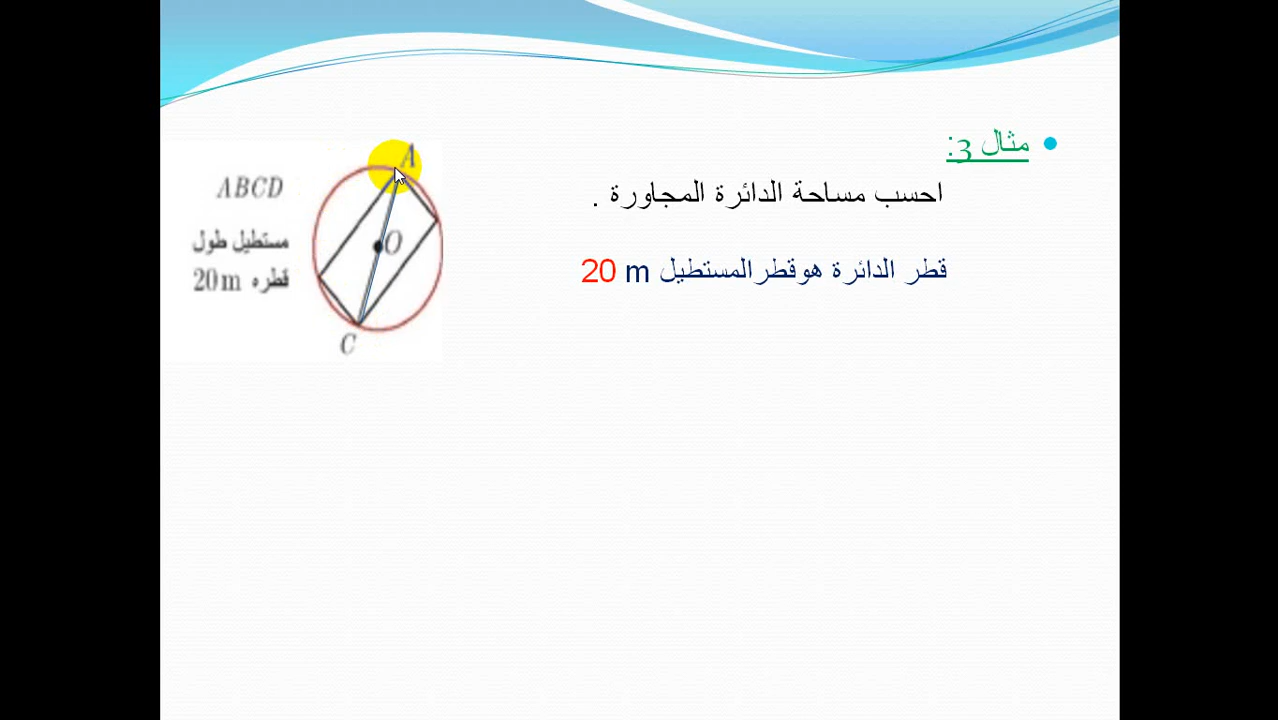 مثال 3:
احسب مساحة الدائرة المجاورة .
قطر الدائرة هوقطرالمستطيل 20 m
ABCD
مستطيل طول
قطره 20 m
A
O
C